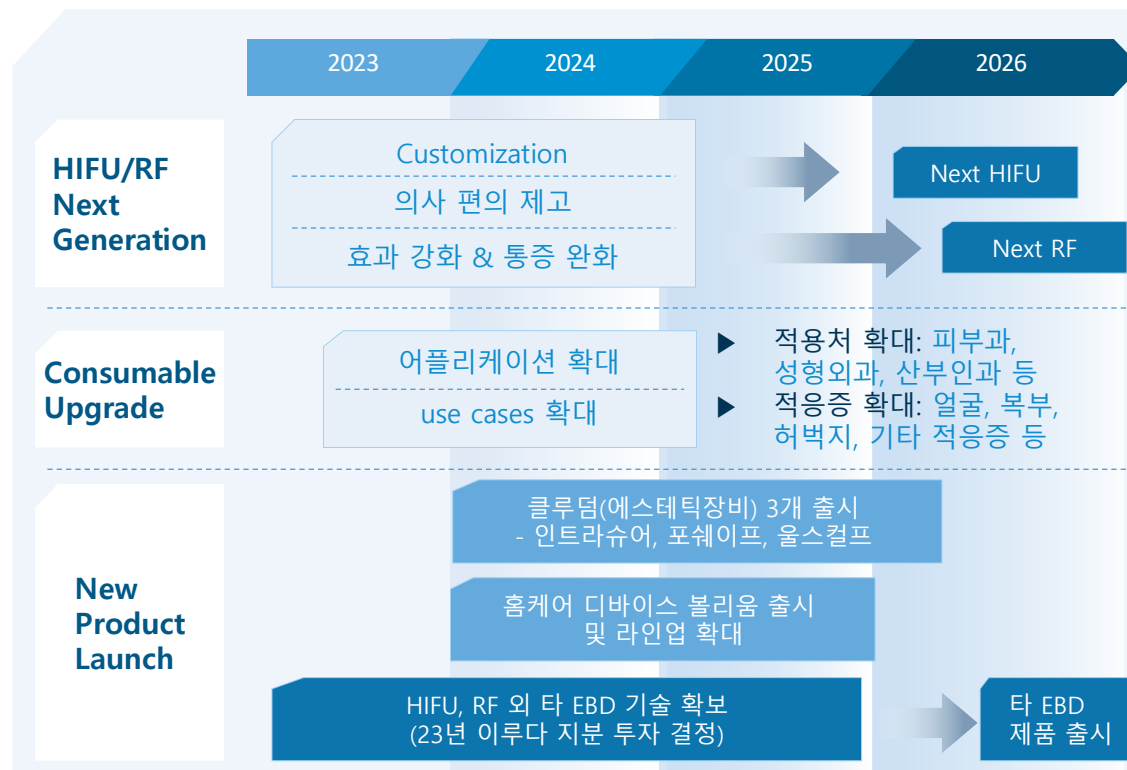 2023 2024 2025 2026
HIFU/RF
Next
Generation
Customization
의사 편의 제고
효과 강화 & 통증 완화
Next HIFU
Next RF
Consumable
Upgrade
어플리케이션 확대
use cases 확대
▶ 적용처 확대: 피부과,
성형외과, 산부인과 등
▶ 적응증 확대: 얼굴, 복부,
허벅지, 기타 적응증 등
New
Product
Launch
클루덤(에스테틱장비) 3개 출시
- 인트라슈어, 포쉐이프, 울스컬프
홈케어 디바이스 볼리움 출시
및 라인업 확대
HIFU, RF 외 타 EBD 기술 확보
(23년 이루다 지분 투자 결정)
타 EBD
제품 출시